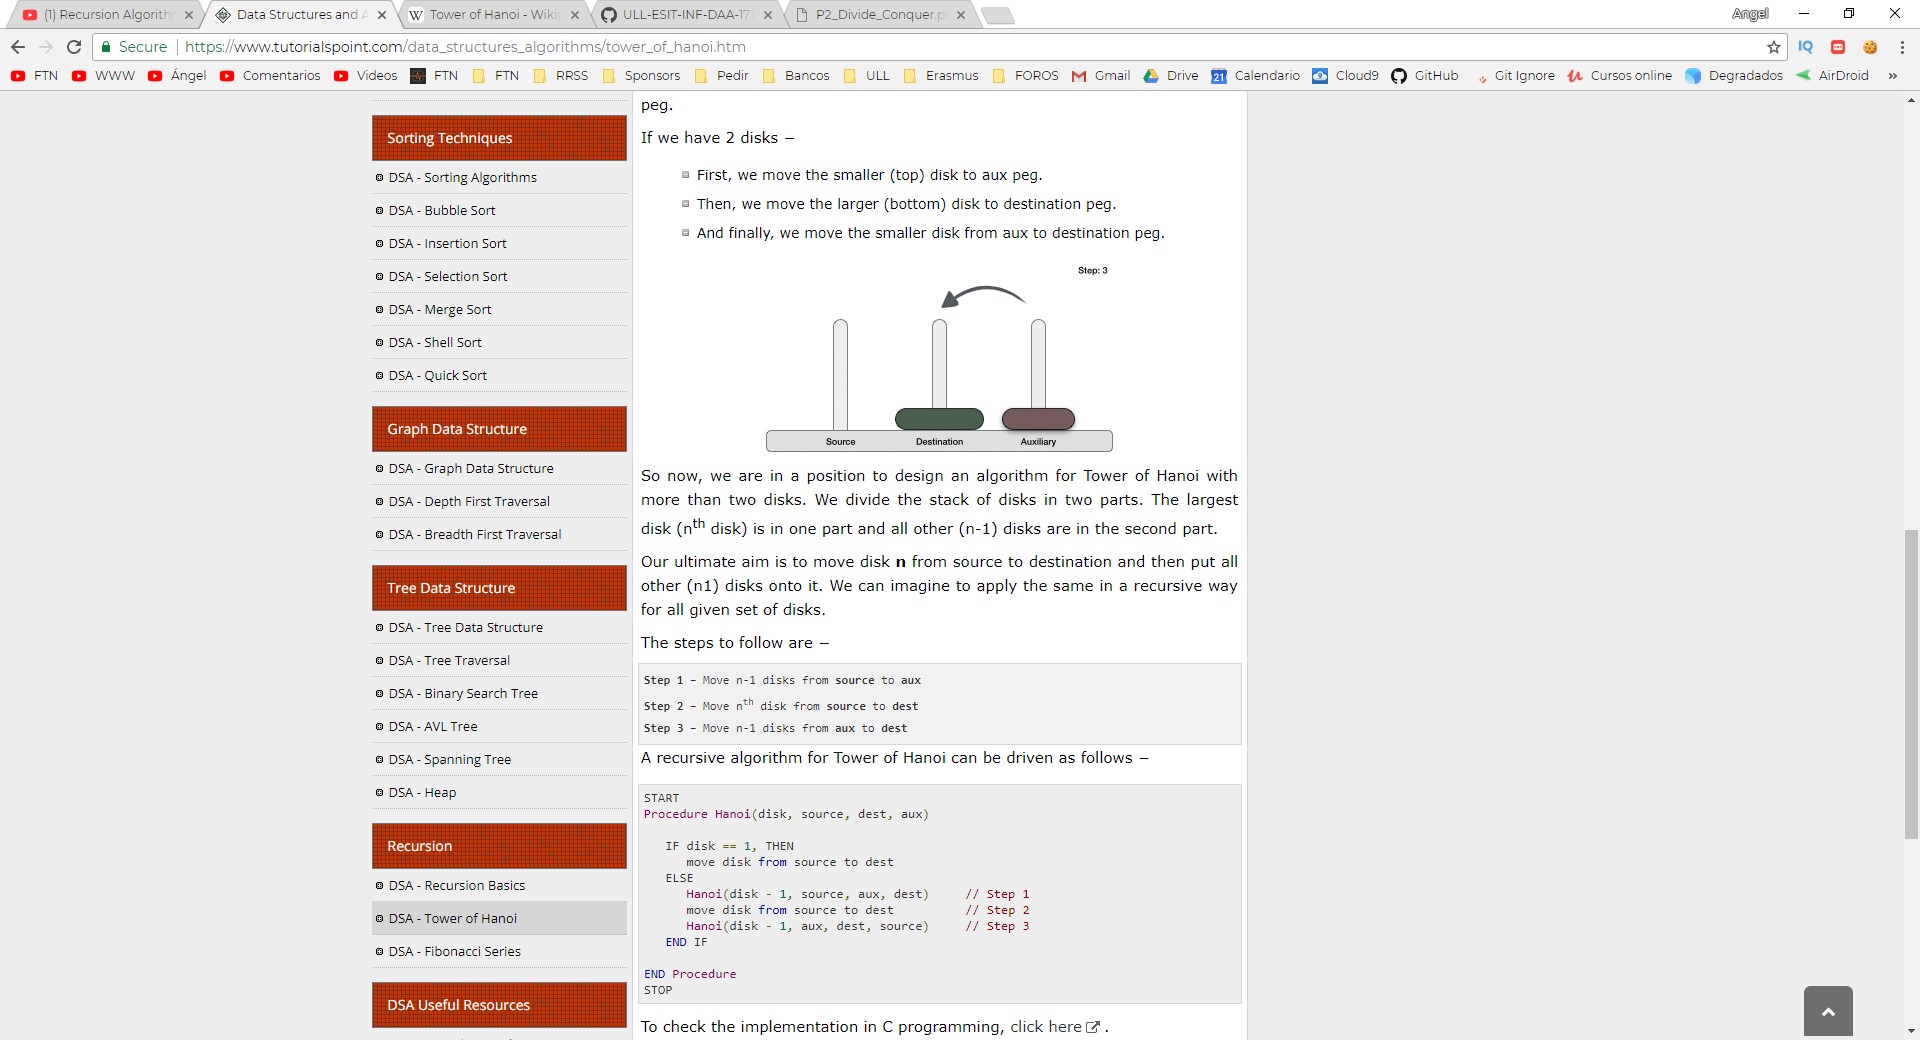 (1) Recursion Algorith
Data Structures and A
Tower of Hanoi - Wiki
ULL-ESIT-INF-DAA-171
P2_Divide_Conquer.p
Angel
Secure
https://www.tutorialspoint.com/data_structures_algorithms/tower_of_hanoi.htm
IQ
FTN
WWW
Ángel
Comentarios
Videos
FTN
FTN
RRSS
Sponsors
Pedir
Bancos
ULL
Erasmus
FOROS
Gmail
Drive
21
Calendario
Cloud9
GitHub
Git Ignore
Cursos online
Degradados
AirDroid
»
Sorting Techniques
DSA - Sorting Algorithms
DSA - Bubble Sort
DSA - Insertion Sort
DSA - Selection Sort
DSA - Merge Sort
DSA - Shell Sort
DSA - Quick Sort
Graph Data Structure
DSA - Graph Data Structure
DSA - Depth First Traversal
DSA - Breadth First Traversal
Tree Data Structure
DSA - Tree Data Structure
DSA - Tree Traversal
DSA - Binary Search Tree
DSA - AVL Tree
DSA - Spanning Tree
DSA - Heap
Recursion
DSA - Recursion Basics
DSA - Tower of Hanoi
DSA - Fibonacci Series
DSA Useful Resources
peg.
If we have 2 disks −
First, we move the smaller (top) disk to aux peg.
Then, we move the larger (bottom) disk to destination peg.
And finally, we move the smaller disk from aux to destination peg.
Step: 3
Source
Destination
Auxiliary
So now, we are in a position to design an algorithm for Tower of Hanoi with
more than two disks. We divide the stack of disks in two parts. The largest
disk (nth disk) is in one part and all other (n-1) disks are in the second part.
Our ultimate aim is to move disk n from source to destination and then put all
other (n1) disks onto it. We can imagine to apply the same in a recursive way
for all given set of disks.
The steps to follow are −
Step 1 − Move n-1 disks from source to aux
Step 2 − Move nth disk from source to dest
Step 3 − Move n-1 disks from aux to dest
A recursive algorithm for Tower of Hanoi can be driven as follows −
START
Procedure Hanoi(disk, source, dest, aux)
IF disk == 1, THEN
move disk from source to dest
ELSE
Hanoi(disk - 1, source, aux, dest) // Step 1
move disk from source to dest // Step 2
Hanoi(disk - 1, aux, dest, source) // Step 3
END IF
END Procedure
STOP
To check the implementation in C programming, click here .